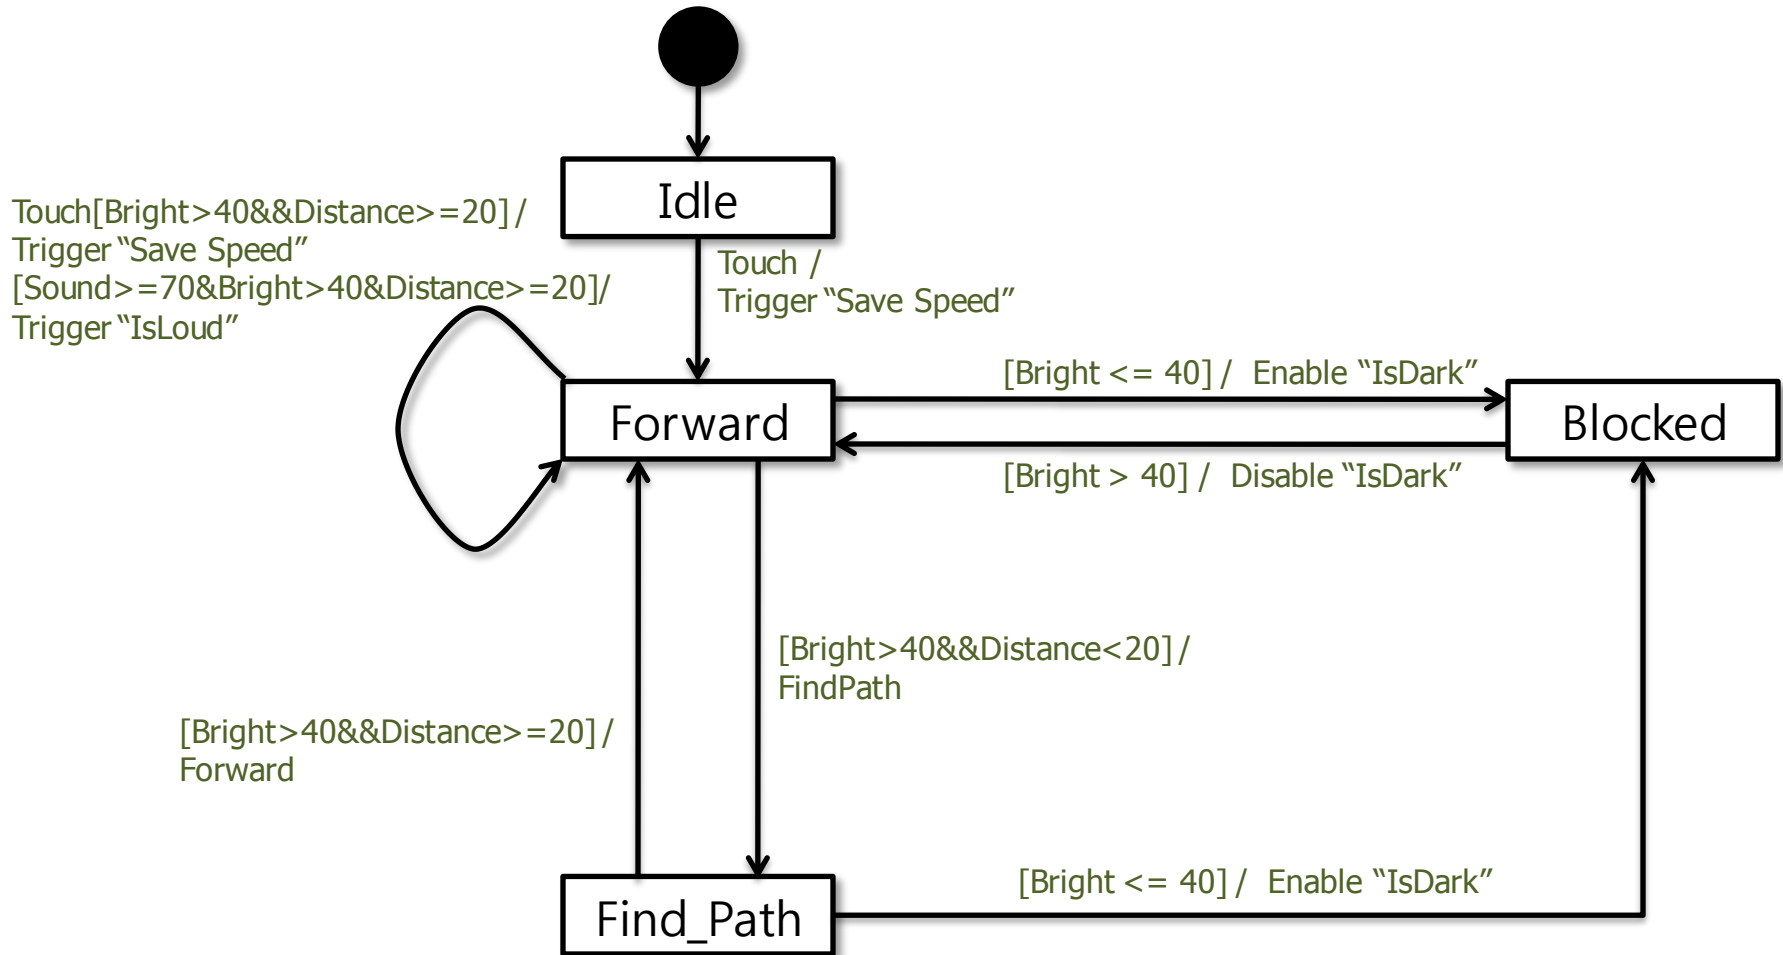 Idle
Touch[Bright>40&&Distance>=20] /
Trigger “Save Speed”
[Sound>=70&Bright>40&Distance>=20]/
Trigger “IsLoud”
Touch /
Trigger “Save Speed”
[Bright <= 40] / Enable “IsDark”
Forward
Blocked
[Bright > 40] / Disable “IsDark”
[Bright>40&&Distance<20] /
FindPath
[Bright>40&&Distance>=20] /
Forward
[Bright <= 40] / Enable “IsDark”
Find_Path